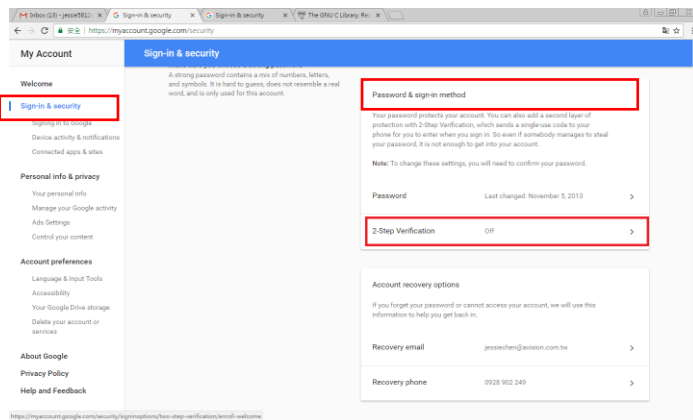 Inbox (13) - jessie5812
Sign-in & security
Sign-in & security
The GNU C Library: Re
安全 | https://myaccount.google.com/security
My Account
Sign-in & security
Welcome
Sign-in & security
Signing in to Google
Device activity & notifications
Connected apps & sites
Personal info & privacy
Your personal info
Manage your Google activity
Ads Settings
Control your content
Account preferences
Language & Input Tools
Accessibility
Your Google Drive storage
Delete your account or
services
About Google
Privacy Policy
Help and Feedback
A strong password contains a mix of numbers, letters,
and symbols. It is hard to guess, does not resemble a real
word, and is only used for this account.
Password & sign-in method
Your password protects your account. You can also add a second layer of
protection with 2-Step Verification, which sends a single-use code to your
phone for you to enter when you sign in. So even if somebody manages to steal
your password, it is not enough to get into your account.
Note: To change these settings, you will need to confirm your password.
Password Last changed: November 5, 2013
2-Step Verification Off
Account recovery options
If you forget your password or cannot access your account, we will use this
information to help you get back in.
Recovery email jessiechen@avision.com.tw
Recovery phone 0928 902 249
https://myaccount.google.com/security/signinoptions/two-step-verification/enroll-welcome